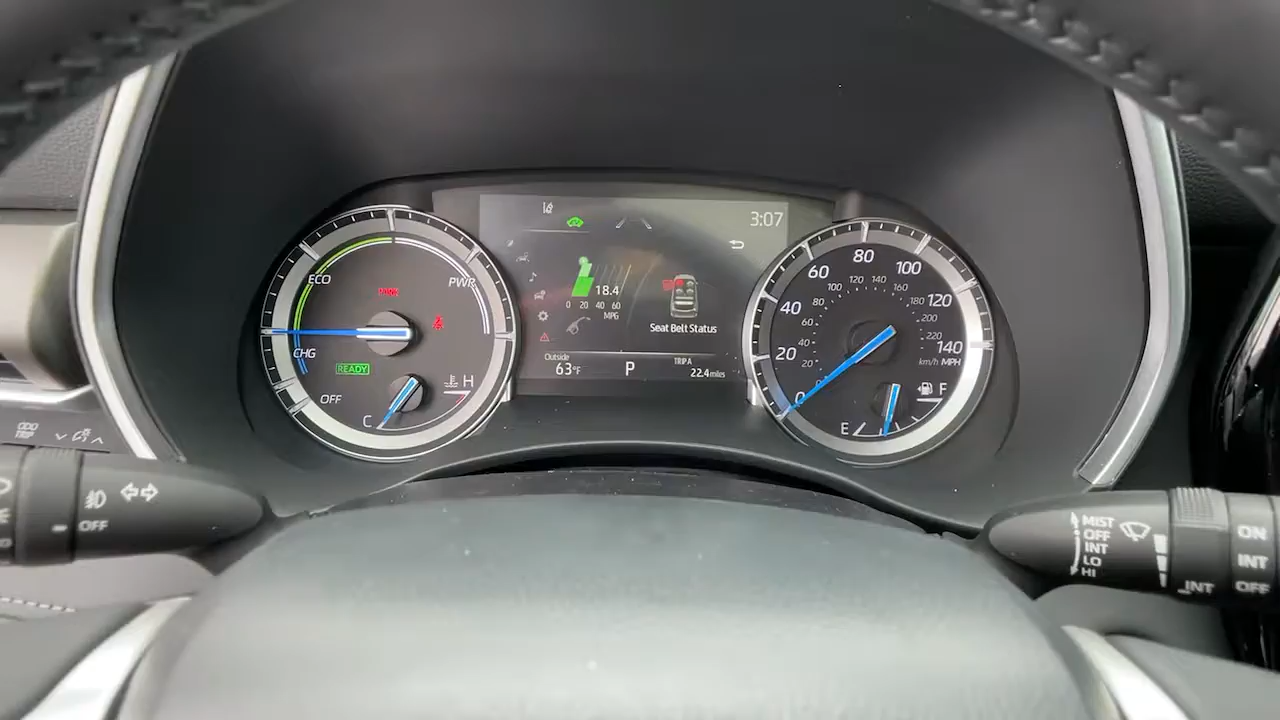 3:07
ECO
PWR
CHG
READY
OFF
C
H
18.4
0 20 40 60
MPG
Seat Belt Status
Outside
63°F
P
TRIP A
22.4 miles
0
20
40
60
80
100
120
140
20
40
60
80
100
120
140
160
180
200
220
km/h MPH
E
F
TRIP
OFF
MIST
OFF
INT
LO
HI
INT
ON
INT
OFF